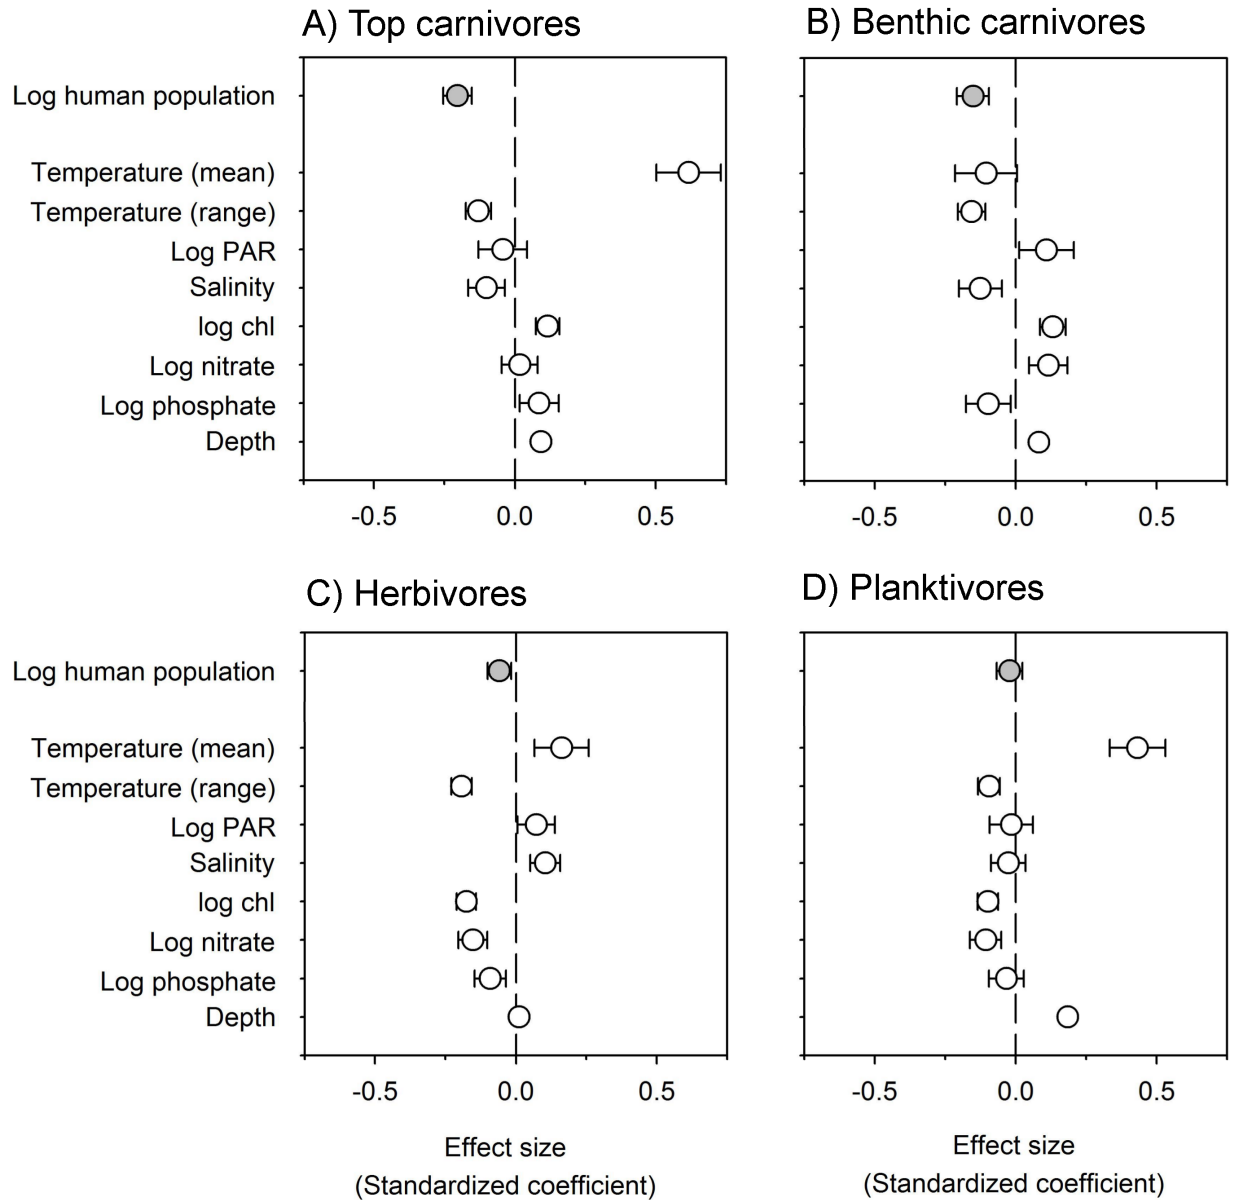 A) Top carnivores
B) Benthic carnivores
Log human population
Temperature (mean)
Temperature (range)
Log PAR
Salinity
log chl
Log nitrate
Log phosphate
Depth
-0.5 0.0 0.5
-0.5 0.0 0.5
C) Herbivores
D) Planktivores
Log human population
Temperature (mean)
Temperature (range)
Log PAR
Salinity
log chl
Log nitrate
Log phosphate
Depth
-0.5 0.0 0.5
-0.5 0.0 0.5
Effect size
(Standardized coefficient)
Effect size
(Standardized coefficient)